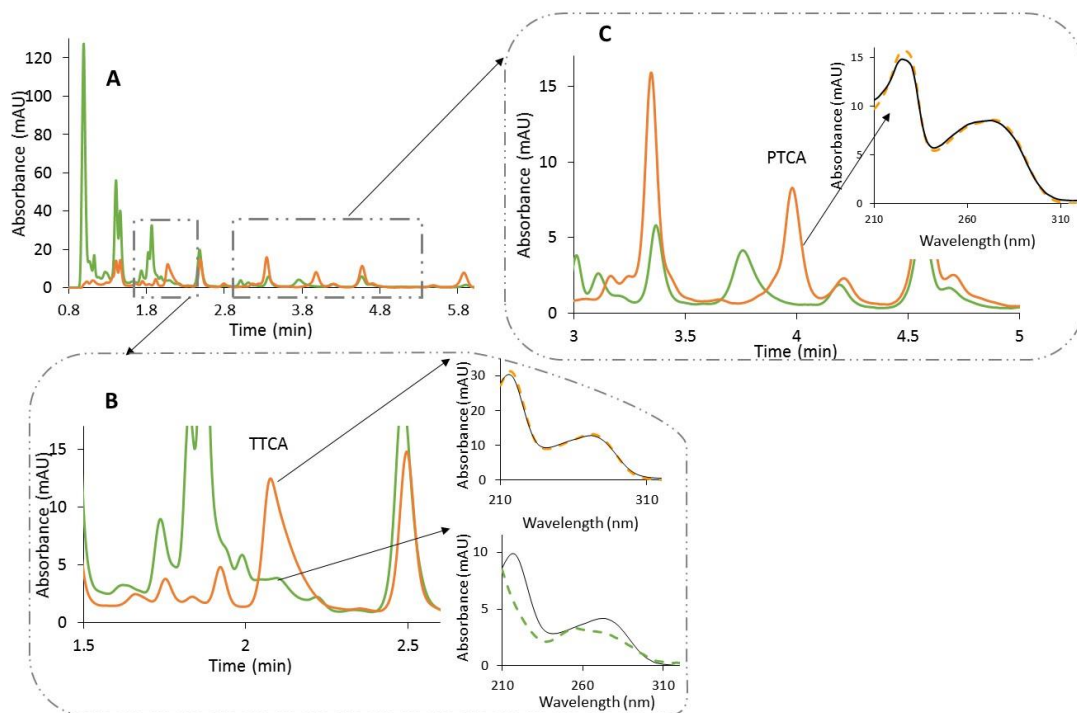 A
Absorbance (mAU)
120
100
80
60
40
20
0
0.8 1.8 2.8 3.8 4.8 5.8
Time (min)
C
Absorbance (mAU)
15
10
5
0
PTCA
3 3.5 4 4.5 5
Time (min)
Absorbance (mAU)
15
10
5
0
210 260 310
Wavelength (nm)
B
Absorbance (mAU)
15
10
5
0
TTCA
1.5 2 2.5
Time (min)
Absorbance (mAU)
30
20
10
0
210 310
Wavelength (nm)
Absorbance (mAU)
10
5
0
210 260 310
Wavelength (nm)